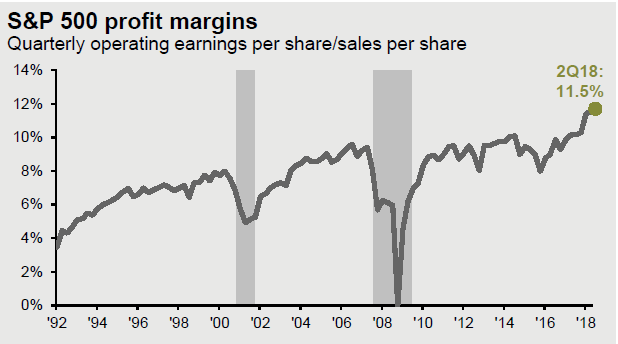 S&P 500 profit margins
Quarterly operating earnings per share/sales per share
14%
12%
10%
8%
6%
4%
2%
0%
2Q18:
11.5%
'92 '94 '96 '98 '00 '02 '04 '06 '08 '10 '12 '14 '16 '18